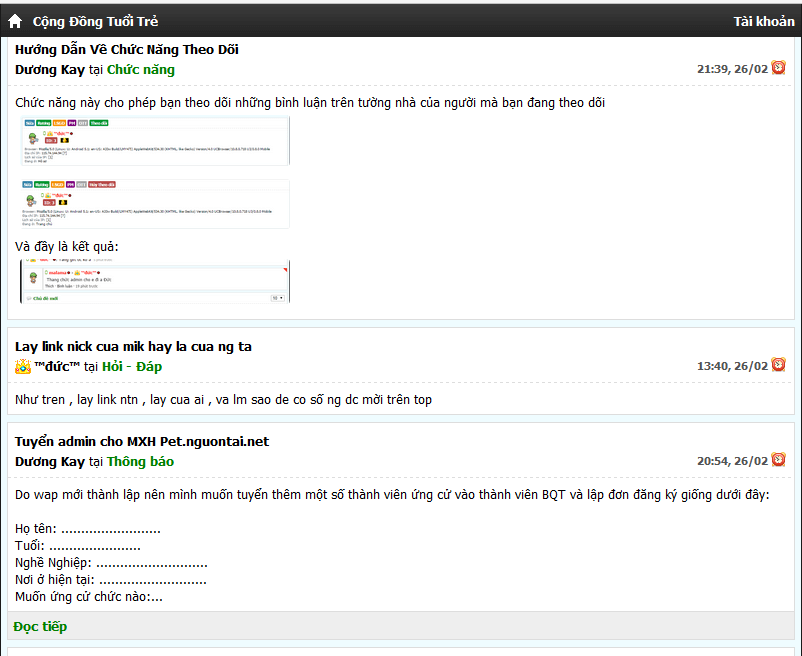 Cộng Đồng Tuổi Trẻ
Tài khoản
Hướng Dẫn Về Chức Năng Theo Dõi
Dương Kay tại Chức năng
21:39, 26/02
Chức năng này cho phép bạn theo dõi những bình luận trên tường nhà của người mà bạn đang theo dõi
Và đầy là kết quả:
Chủ đề mới
Lay link nick cua mik hay la cua ng ta
™đức™ tại Hỏi - Đáp
13:40, 26/02
Như tren , lay link ntn , lay cua ai , va lm sao de co số ng dc mời trên top
Tuyển admin cho MXH Pet.nguontai.net
Dương Kay tại Thông báo
20:54, 26/02
Do wap mới thành lập nên mình muốn tuyển thêm một số thành viên ứng cử vào thành viên BQT và lập đơn đăng ký giống dưới đây:
Họ tên: .........................
Tuổi: .......................
Nghề Nghiệp: ............................
Nơi ở hiện tại: ...........................
Muốn ứng cử chức nào:...
Đọc tiếp